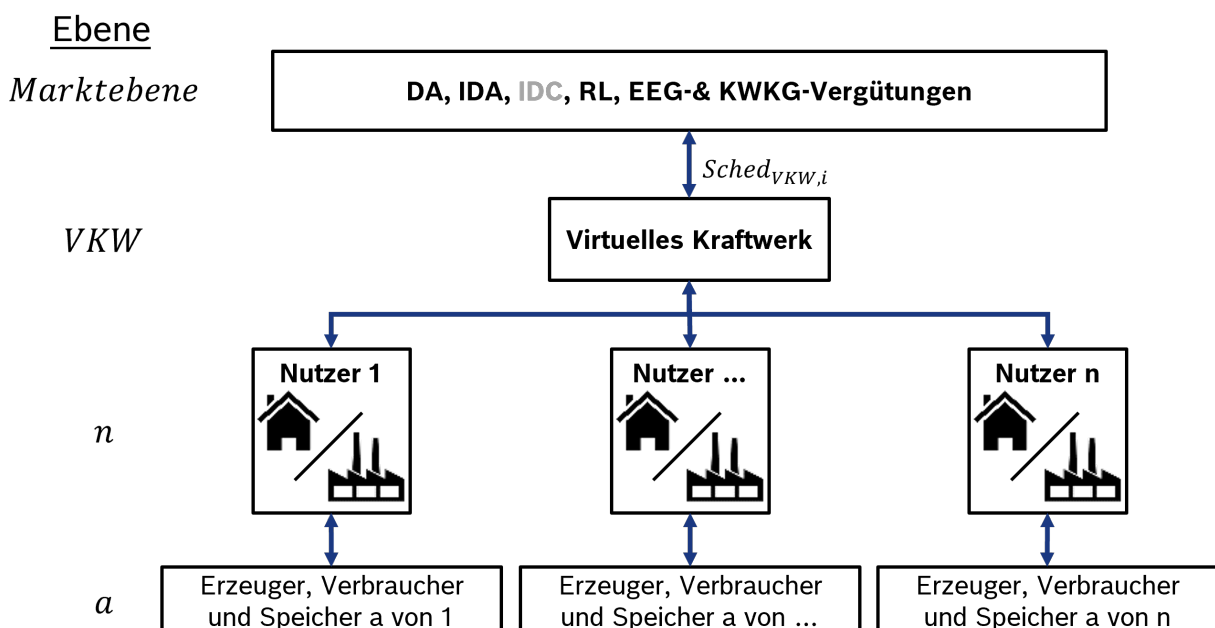 Ebene
Marktebene
DA, IDA, IDC, RL, EEG-& KWKG-Vergütungen
Sched_VKW,i
VKW
Virtuelles Kraftwerk
n
Nutzer 1
Nutzer ...
Nutzer n
a
Erzeuger, Verbraucher
und Speicher a von 1
Erzeuger, Verbraucher
und Speicher a von ...
Erzeuger, Verbraucher
und Speicher a von n